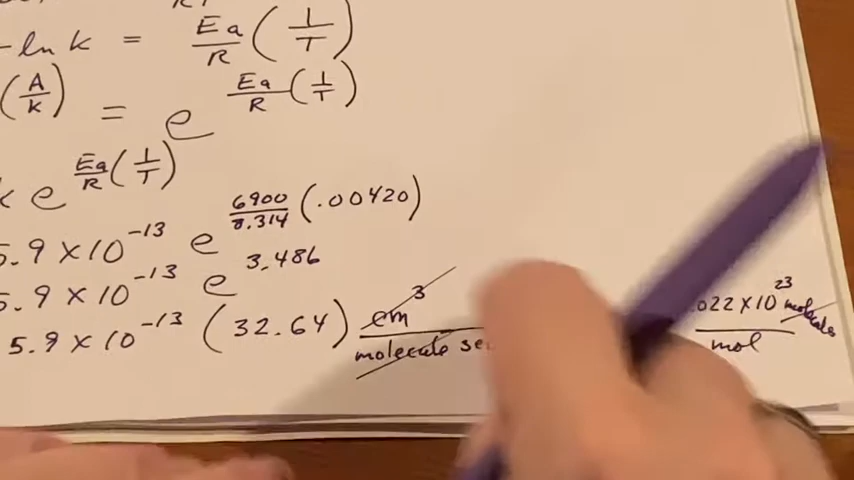 -ln k = Ea/R (1/T)
(A/k) = e^Ea/R (1/T)
k e^Ea/R (1/T)
5.9 × 10^-13 e^6900/8.314 (.00420)
5.9 × 10^-13 e^3.486
5.9 × 10^-13 (32.64) cm^3/molecule sec .022 × 10^23 molecules/mol